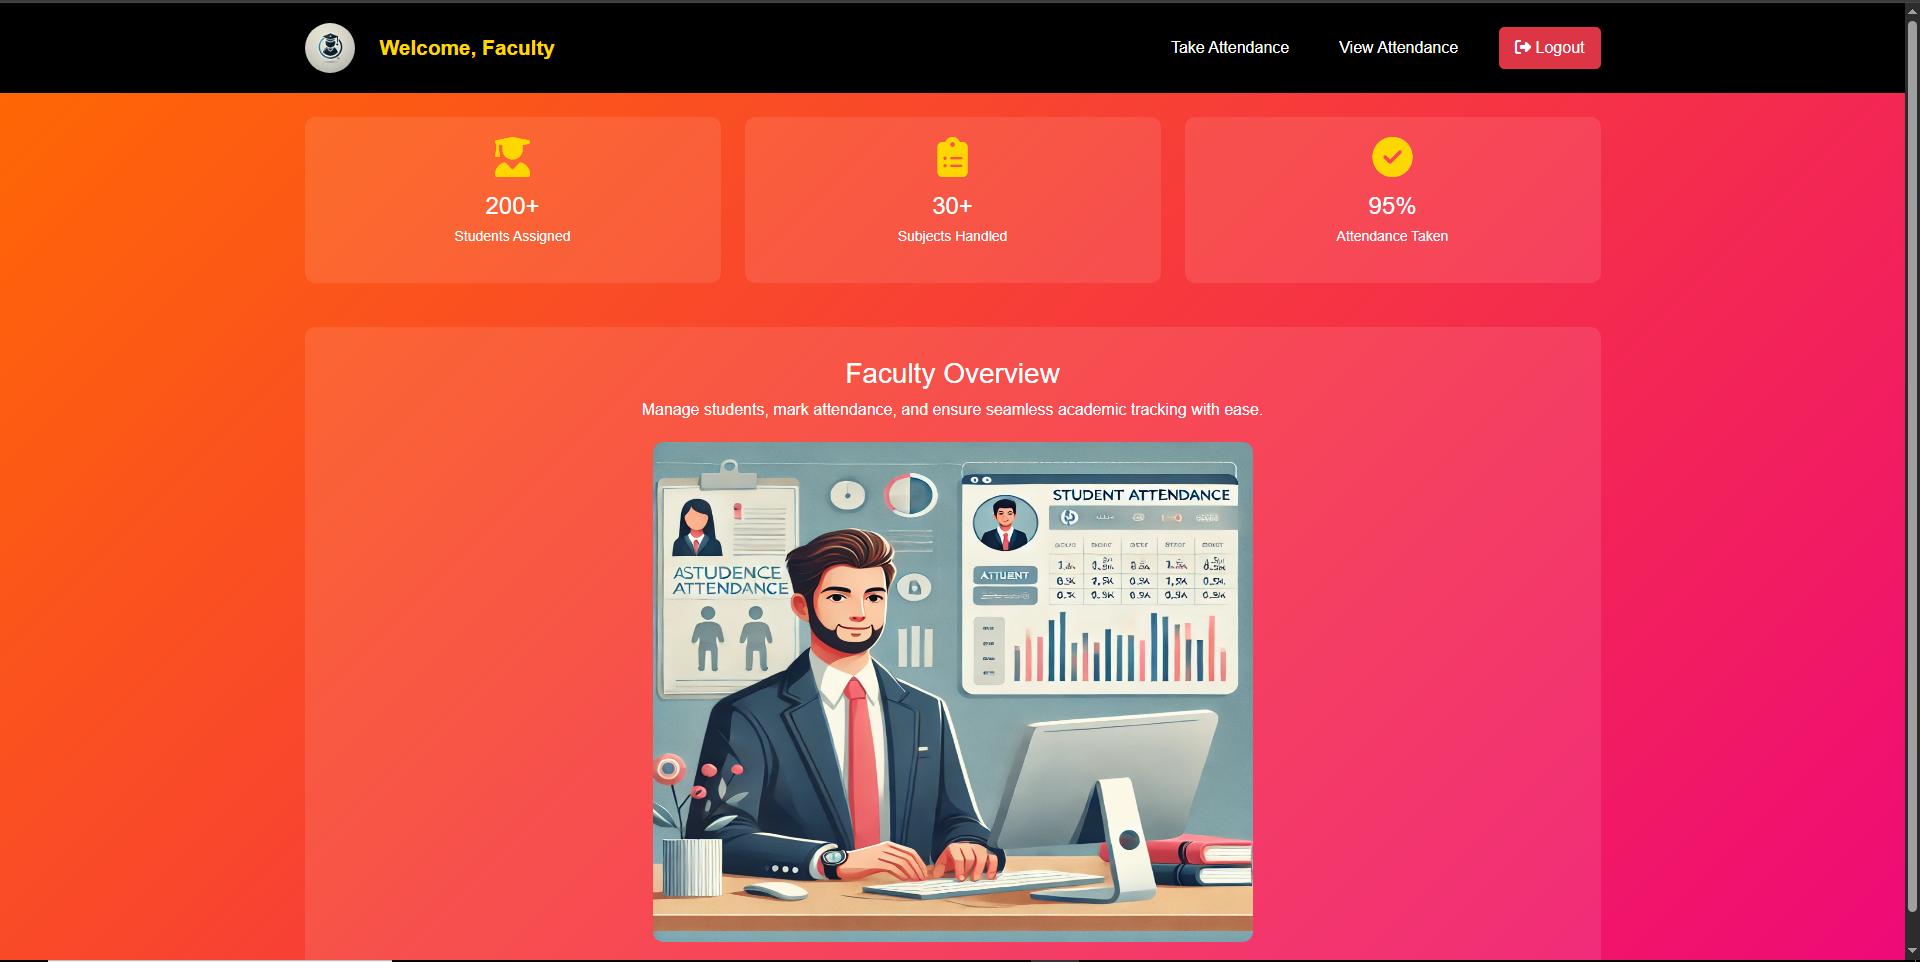 Welcome, Faculty
Take Attendance
View Attendance
Logout
200+
Students Assigned
30+
Subjects Handled
95%
Attendance Taken
Faculty Overview
Manage students, mark attendance, and ensure seamless academic tracking with ease.
ASTUDENCE
ATTENDANCE
STUDENT ATTENDANCE
ATTUENT